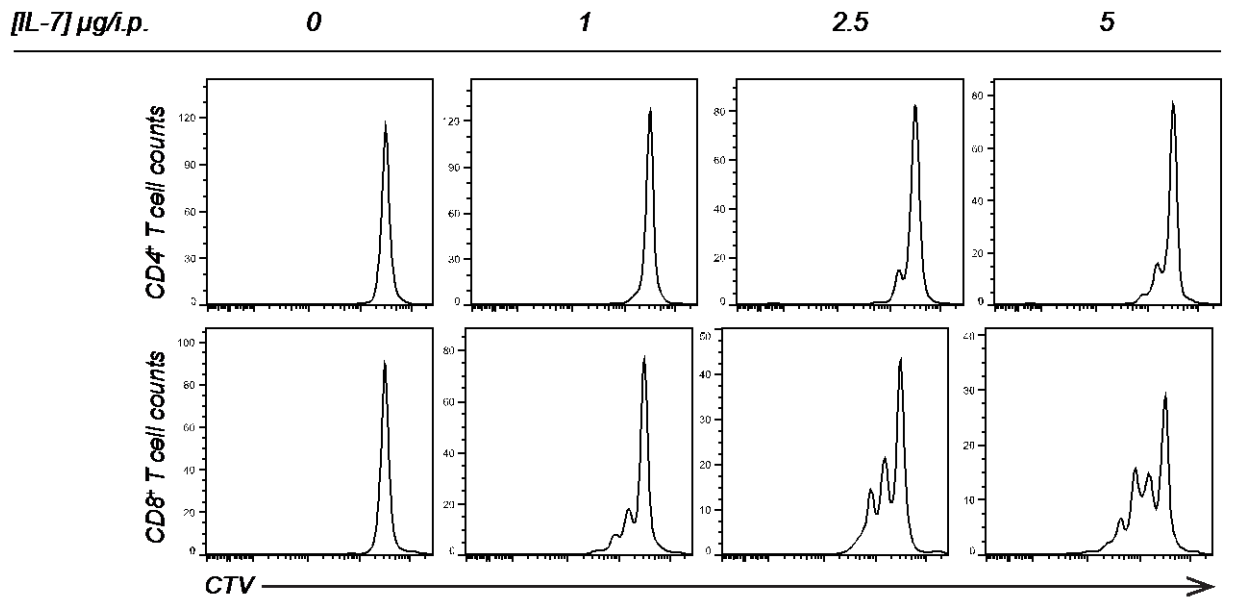 [IL-7] µg/i.p. 0 1 2.5 5
CD4⁺ T cell counts
120 90 60 30 0
120 90 60 30 0
80 60 40 20 0
80 60 40 20 0
CD8⁺ T cell counts
100 80 60 40 20 0
80 60 40 20 0
50 40 30 20 10 0
40 30 20 10 0
CTV